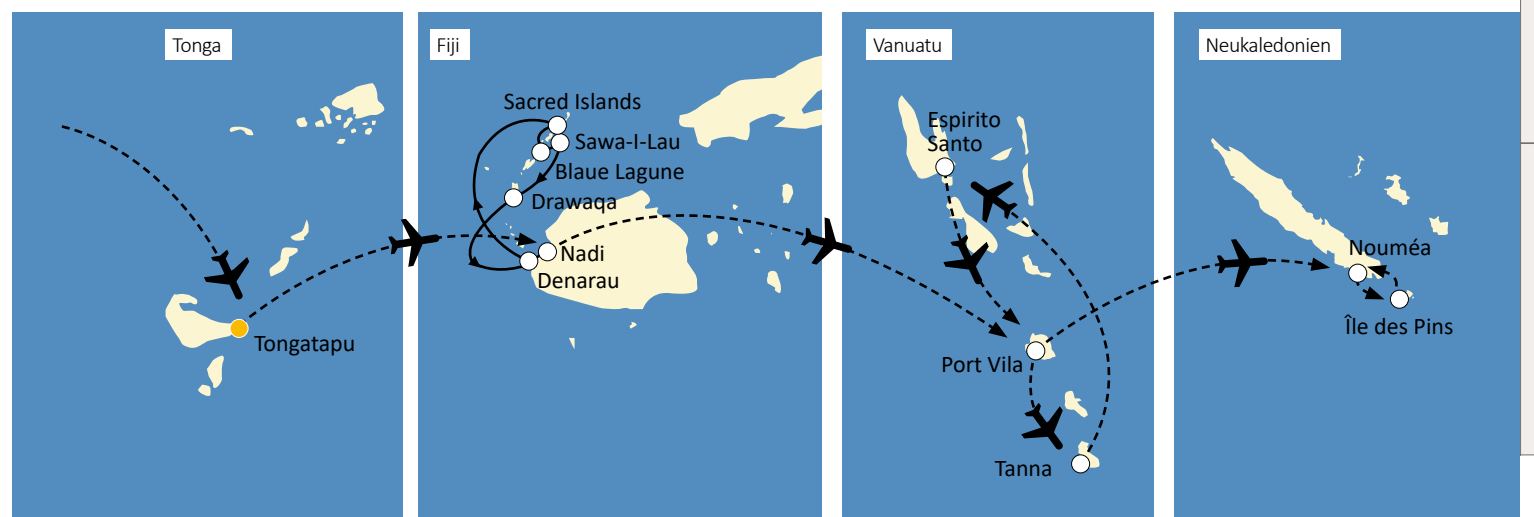 Tonga
Tongatapu
Fiji
Sacred Islands
Sawa-I-Lau
Blaue Lagune
Drawaqa
Nadi
Denarau
Vanuatu
Espirito
Santo
Port Vila
Tanna
Neukaledonien
Nouméa
Île des Pins